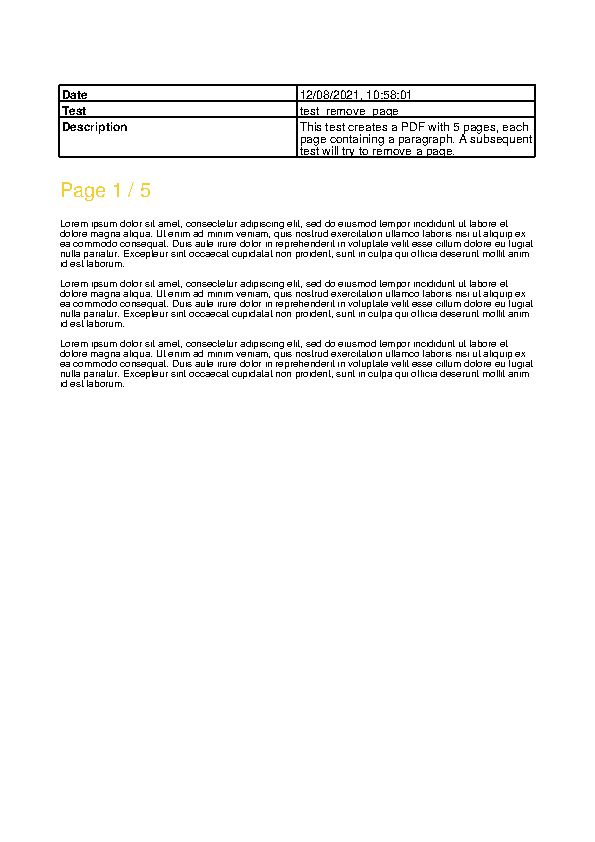 Date 12/08/2021, 10:58:01
Test test_remove_page
Description This test creates a PDF with 5 pages, each
page containing a paragraph. A subsequent
test will try to remove a page.
Page 1 / 5
Lorem ipsum dolor sit amet, consectetur adipiscing elit, sed do eiusmod tempor incididunt ut labore et
dolore magna aliqua. Ut enim ad minim veniam, quis nostrud exercitation ullamco laboris nisi ut aliquip ex
ea commodo consequat. Duis aute irure dolor in reprehenderit in voluptate velit esse cillum dolore eu fugiat
nulla pariatur. Excepteur sint occaecat cupidatat non proident, sunt in culpa qui officia deserunt mollit anim
id est laborum.
Lorem ipsum dolor sit amet, consectetur adipiscing elit, sed do eiusmod tempor incididunt ut labore et
dolore magna aliqua. Ut enim ad minim veniam, quis nostrud exercitation ullamco laboris nisi ut aliquip ex
ea commodo consequat. Duis aute irure dolor in reprehenderit in voluptate velit esse cillum dolore eu fugiat
nulla pariatur. Excepteur sint occaecat cupidatat non proident, sunt in culpa qui officia deserunt mollit anim
id est laborum.
Lorem ipsum dolor sit amet, consectetur adipiscing elit, sed do eiusmod tempor incididunt ut labore et
dolore magna aliqua. Ut enim ad minim veniam, quis nostrud exercitation ullamco laboris nisi ut aliquip ex
ea commodo consequat. Duis aute irure dolor in reprehenderit in voluptate velit esse cillum dolore eu fugiat
nulla pariatur. Excepteur sint occaecat cupidatat non proident, sunt in culpa qui officia deserunt mollit anim
id est laborum.